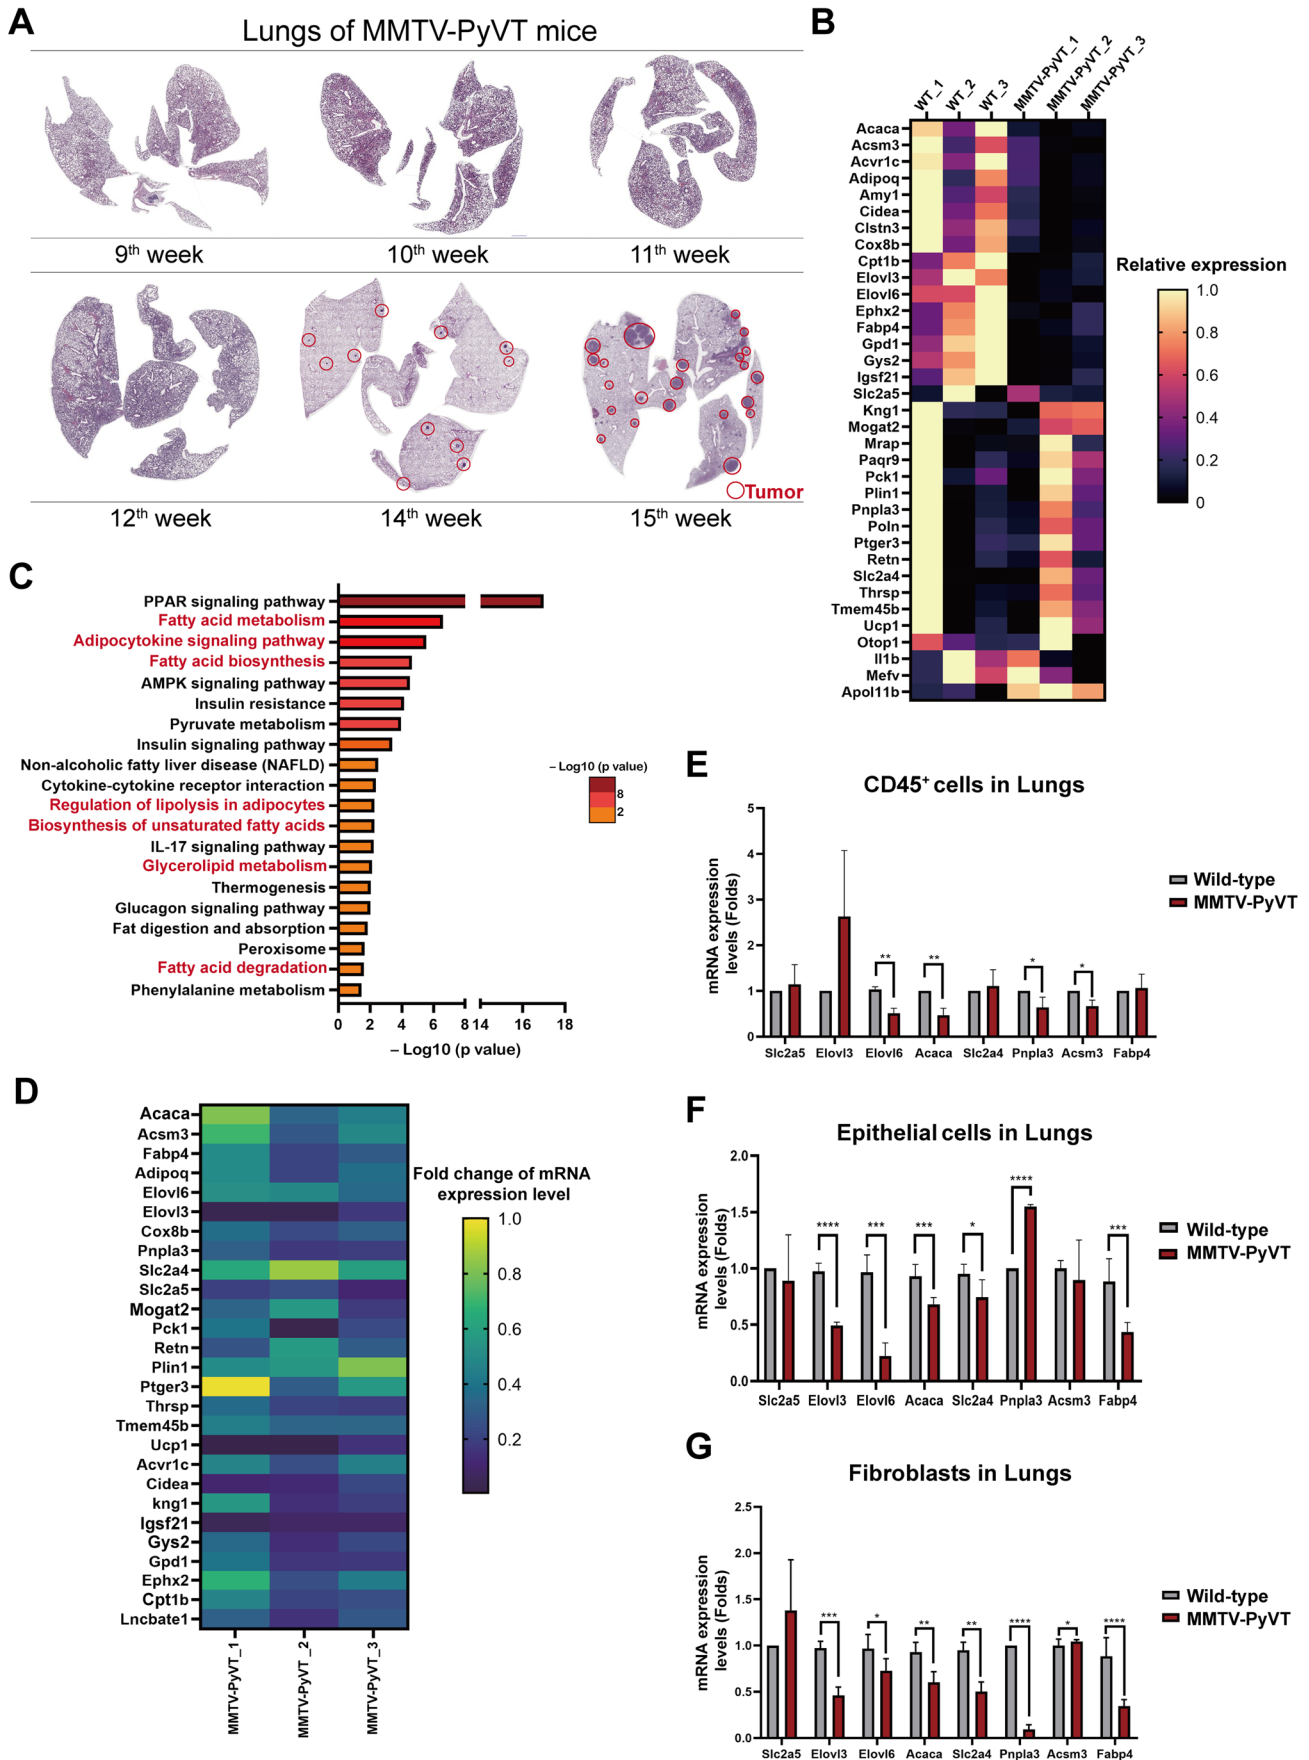 A
Lungs of MMTV-PyVT mice
9th week
10th week
11th week
12th week
14th week
15th week
Tumor
B
WT_1
WT_2
WT_3
MMTV-PyVT_1
MMTV-PyVT_2
MMTV-PyVT_3
Acaca
Acsm3
Acvr1c
Adipoq
Amy1
Cidea
Clstn3
Cox8b
Cpt1b
Elovl3
Elovl6
Ephx2
Fabp4
Gpd1
Gys2
Igsf21
Slc2a5
Kng1
Mogat2
Mrap
Paqr9
Pck1
Plin1
Pnpla3
Poln
Ptger3
Retn
Slc2a4
Thrsp
Tmem45b
Ucp1
Otop1
Il1b
Mefv
Apol11b
Relative expression
1.0
0.8
0.6
0.4
0.2
0
C
PPAR signaling pathway
Fatty acid metabolism
Adipocytokine signaling pathway
Fatty acid biosynthesis
AMPK signaling pathway
Insulin resistance
Pyruvate metabolism
Insulin signaling pathway
Non-alcoholic fatty liver disease (NAFLD)
Cytokine-cytokine receptor interaction
Regulation of lipolysis in adipocytes
Biosynthesis of unsaturated fatty acids
IL-17 signaling pathway
Glycerolipid metabolism
Thermogenesis
Glucagon signaling pathway
Fat digestion and absorption
Peroxisome
Fatty acid degradation
Phenylalanine metabolism
0 2 4 6 8 14 16 18
– Log10 (p value)
– Log10 (p value)
8
2
D
Acaca
Acsm3
Fabp4
Adipoq
Elovl6
Elovl3
Cox8b
Pnpla3
Slc2a4
Slc2a5
Mogat2
Pck1
Retn
Plin1
Ptger3
Thrsp
Tmem45b
Ucp1
Acvr1c
Cidea
kng1
Igsf21
Gys2
Gpd1
Ephx2
Cpt1b
Lncbate1
MMTV-PyVT_1
MMTV-PyVT_2
MMTV-PyVT_3
Fold change of mRNA
expression level
1.0
0.8
0.6
0.4
0.2
E
CD45+ cells in Lungs
mRNA expression
levels (Folds)
5
4
3
2
1
0
** ** * *
Slc2a5 Elovl3 Elovl6 Acaca Slc2a4 Pnpla3 Acsm3 Fabp4
Wild-type
MMTV-PyVT
F
Epithelial cells in Lungs
mRNA expression
levels (Folds)
2.0
1.5
1.0
0.5
0.0
**** *** *** * **** ***
Slc2a5 Elovl3 Elovl6 Acaca Slc2a4 Pnpla3 Acsm3 Fabp4
Wild-type
MMTV-PyVT
G
Fibroblasts in Lungs
mRNA expression
levels (Folds)
2.5
2.0
1.5
1.0
0.5
0.0
*** * ** ** **** * ****
Slc2a5 Elovl3 Elovl6 Acaca Slc2a4 Pnpla3 Acsm3 Fabp4
Wild-type
MMTV-PyVT